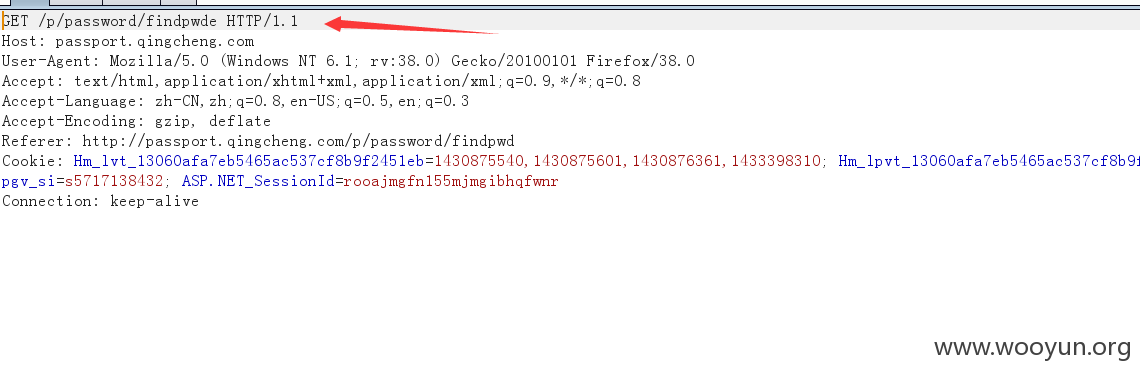 GET /p/password/findpwde HTTP/1.1
Host: passport.qingcheng.com
User-Agent: Mozilla/5.0 (Windows NT 6.1; rv:38.0) Gecko/20100101 Firefox/38.0
Accept: text/html,application/xhtml+xml,application/xml;q=0.9,*/*;q=0.8
Accept-Language: zh-CN,zh;q=0.8,en-US;q=0.5,en;q=0.3
Accept-Encoding: gzip, deflate
Referer: http://passport.qingcheng.com/p/password/findpwd
Cookie: Hm_lvt_13060afa7eb5465ac537cf8b9f2451eb=1430875540,1430875601,1430876361,1433398310; Hm_lpvt_13060afa7eb5465ac537cf8b9f
pgv_si=s5717138432; ASP.NET_SessionId=rooajmgfn155mjmgibhqfwnr
Connection: keep-alive
www.wooyun.org